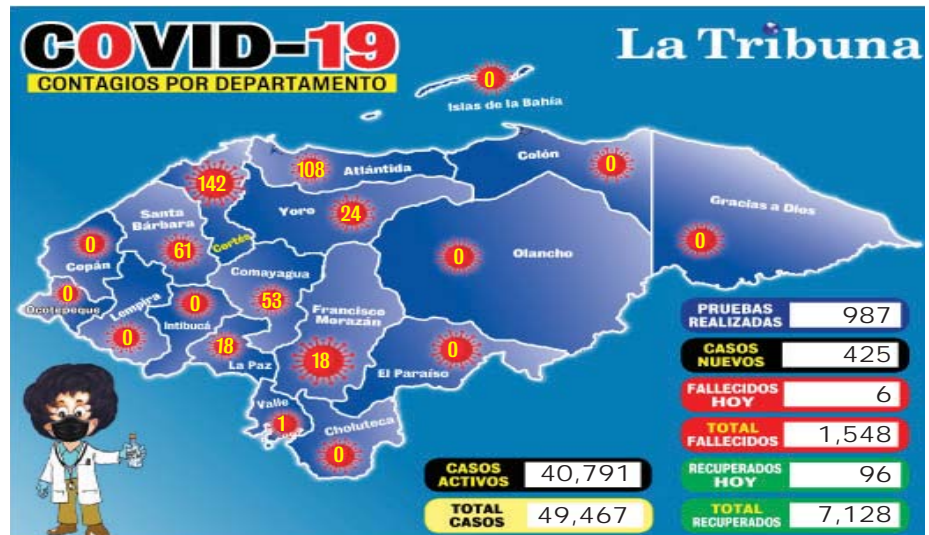 COVID-19
CONTAGIOS POR DEPARTAMENTO
La Tribuna
0
Islas de la Bahía
142
108
Atlántida
Colón
0
Santa
Bárbara
61
Cortés
Yoro
24
Gracias a Dios
0
0
Copán
0
Olancho
0
Ocotepeque
Lempira
0
0
Intibucá
Comayagua
53
Francisco
Morazán
18
18
La Paz
0
El Paraíso
Valle
1
Choluteca
0
PRUEBAS
REALIZADAS 987
CASOS
NUEVOS 425
FALLECIDOS
HOY 6
TOTAL
FALLECIDOS 1,548
CASOS
ACTIVOS 40,791
RECUPERADOS
HOY 96
TOTAL
CASOS 49,467
TOTAL
RECUPERADOS 7,128